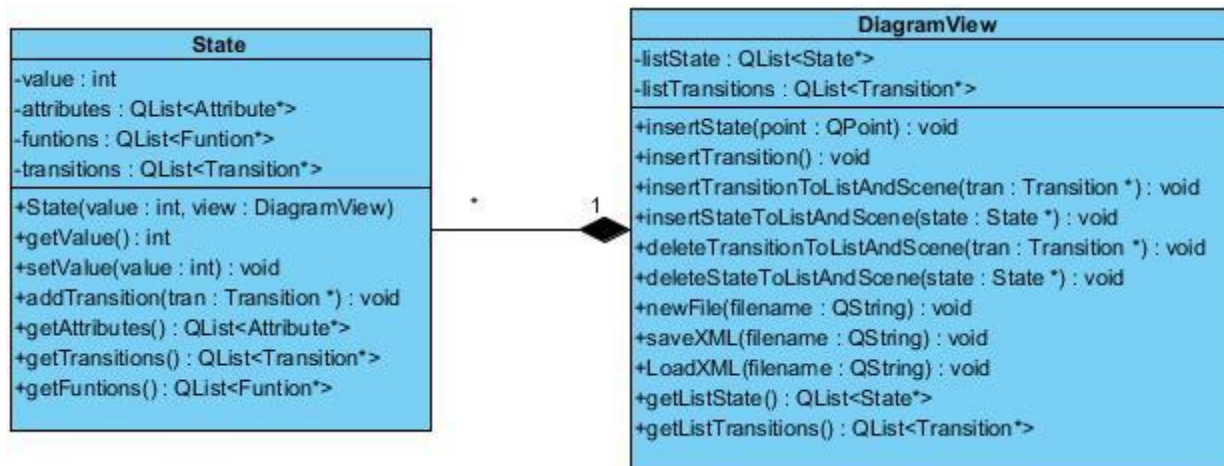 State
-value : int
-attributes : QList<Attribute*>
-funtions : QList<Funtion*>
-transitions : QList<Transition*>
+State(value : int, view : DiagramView)
+getValue() : int
+setValue(value : int) : void
+addTransition(tran : Transition *) : void
+getAttributes() : QList<Attribute*>
+getTransitions() : QList<Transition*>
+getFuntions() : QList<Funtion*>
*
1
DiagramView
-listState : QList<State*>
-listTransitions : QList<Transition*>
+insertState(point : QPoint) : void
+insertTransition() : void
+insertTransitionToListAndScene(tran : Transition *) : void
+insertStateToListAndScene(state : State *) : void
+deleteTransitionToListAndScene(tran : Transition *) : void
+deleteStateToListAndScene(state : State *) : void
+newFile(filename : QString) : void
+saveXML(filename : QString) : void
+LoadXML(filename : QString) : void
+getListState() : QList<State*>
+getListTransitions() : QList<Transition*>